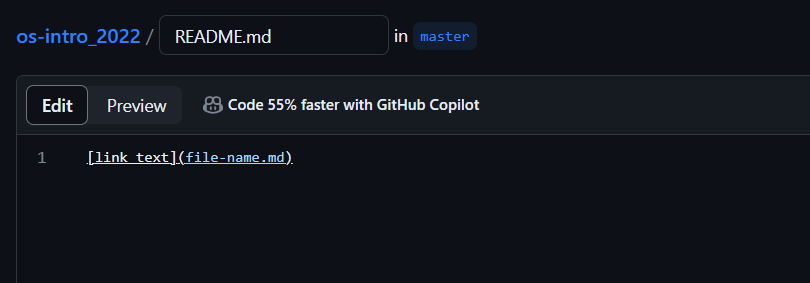 os-intro_2022 / README.md in master
Edit Preview Code 55% faster with GitHub Copilot
1 [link text](file-name.md)